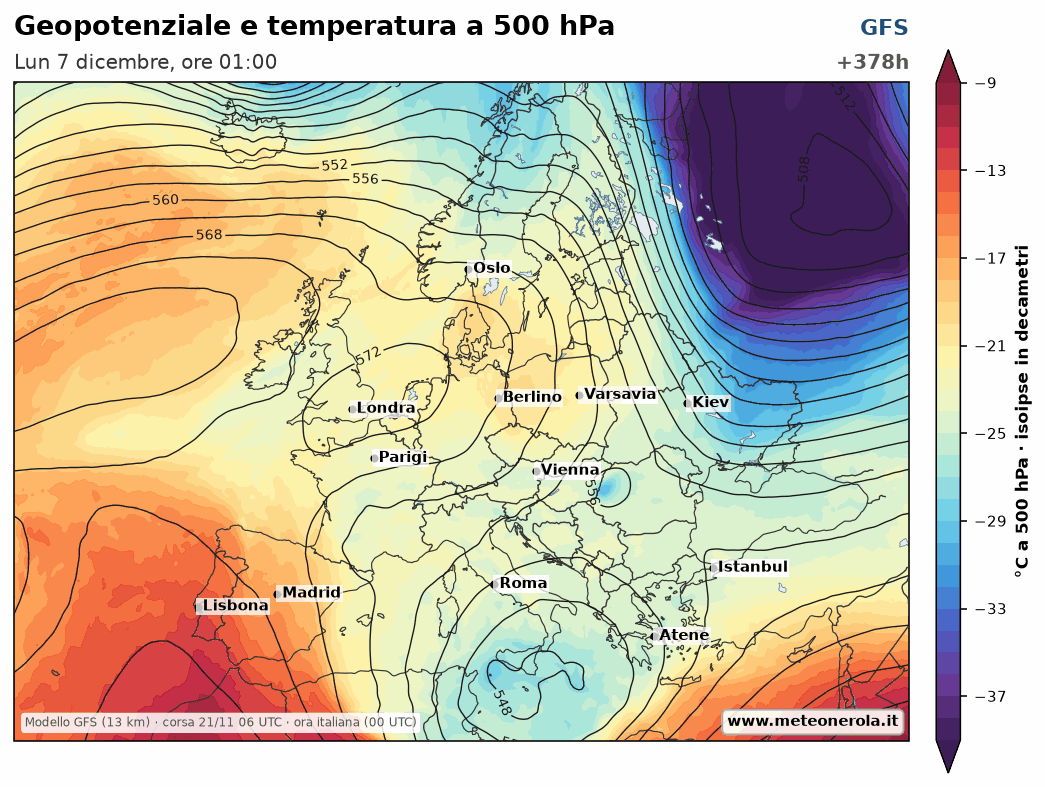 Geopotenziale e temperatura a 500 hPa
GFS
Lun 7 dicembre, ore 01:00
+378h
512
508
552
556
560
568
572
556
548
Oslo
Londra
Berlino
Varsavia
Kiev
Parigi
Vienna
Madrid
Lisbona
Roma
Istanbul
Atene
Modello GFS (13 km) · corsa 21/11 06 UTC · ora italiana (00 UTC)
www.meteonerola.it
−9
−13
−17
−21
−25
−29
−33
−37
°C a 500 hPa · isoipse in decametri